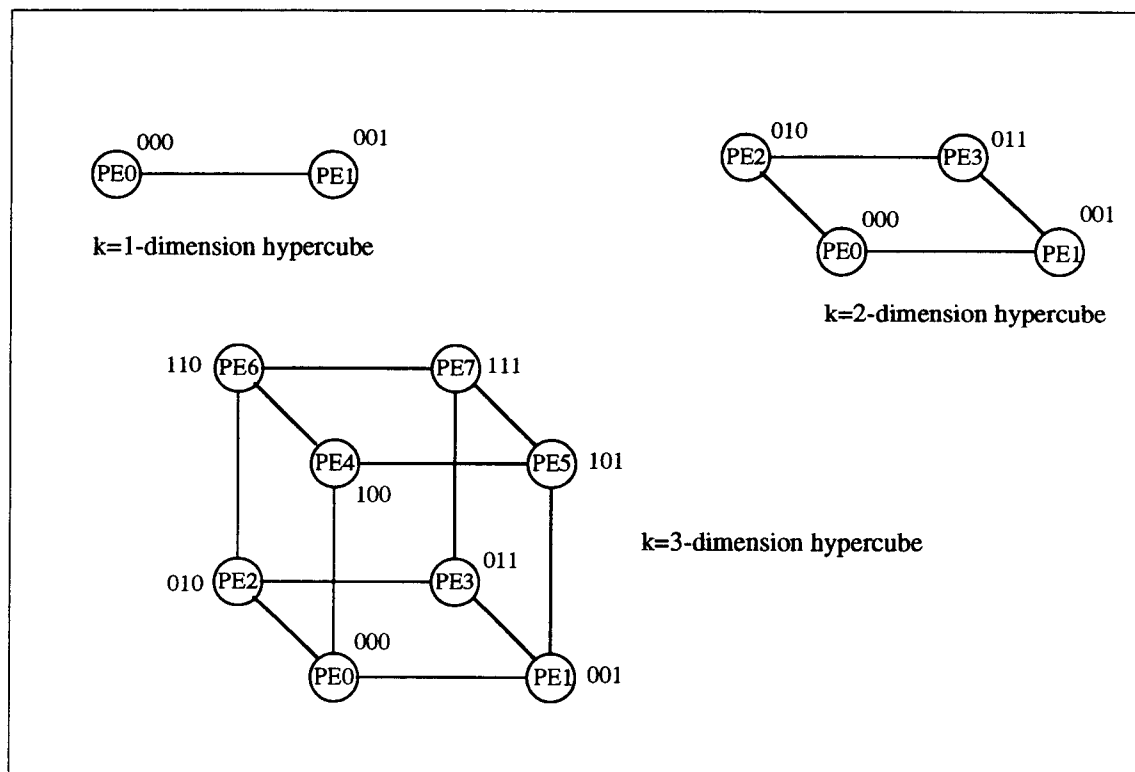 000 001
PE0 PE1
k=1-dimension hypercube
010 011
PE2 PE3
000 001
PE0 PE1
k=2-dimension hypercube
110 PE6 PE7 111
PE4 PE5 101
100
k=3-dimension hypercube
011
010 PE2 PE3
000
PE0 PE1 001